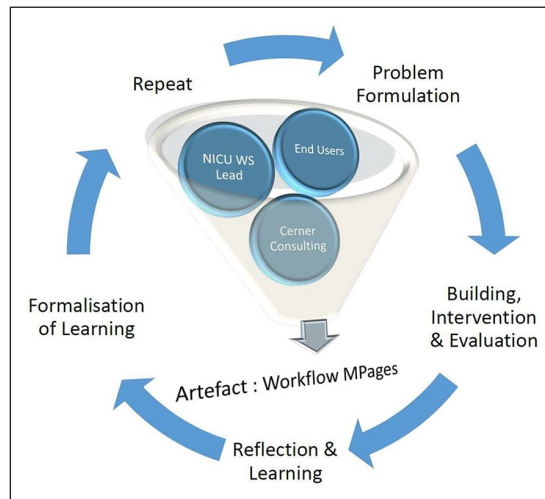 Repeat
Problem
Formulation
NICU WS
Lead
End Users
Cerner
Consulting
Building,
Intervention
& Evaluation
Formalisation
of Learning
Artefact : Workflow MPages
Reflection &
Learning